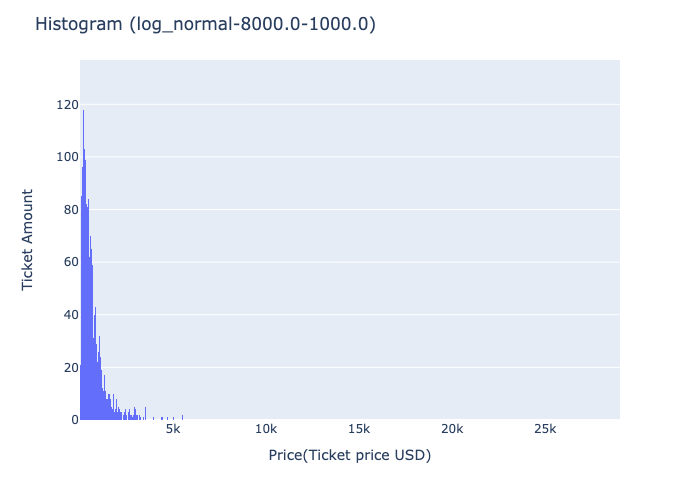 Histogram (log_normal-8000.0-1000.0)
120
100
80
60
40
20
0
5k 10k 15k 20k 25k
Ticket Amount
Price(Ticket price USD)